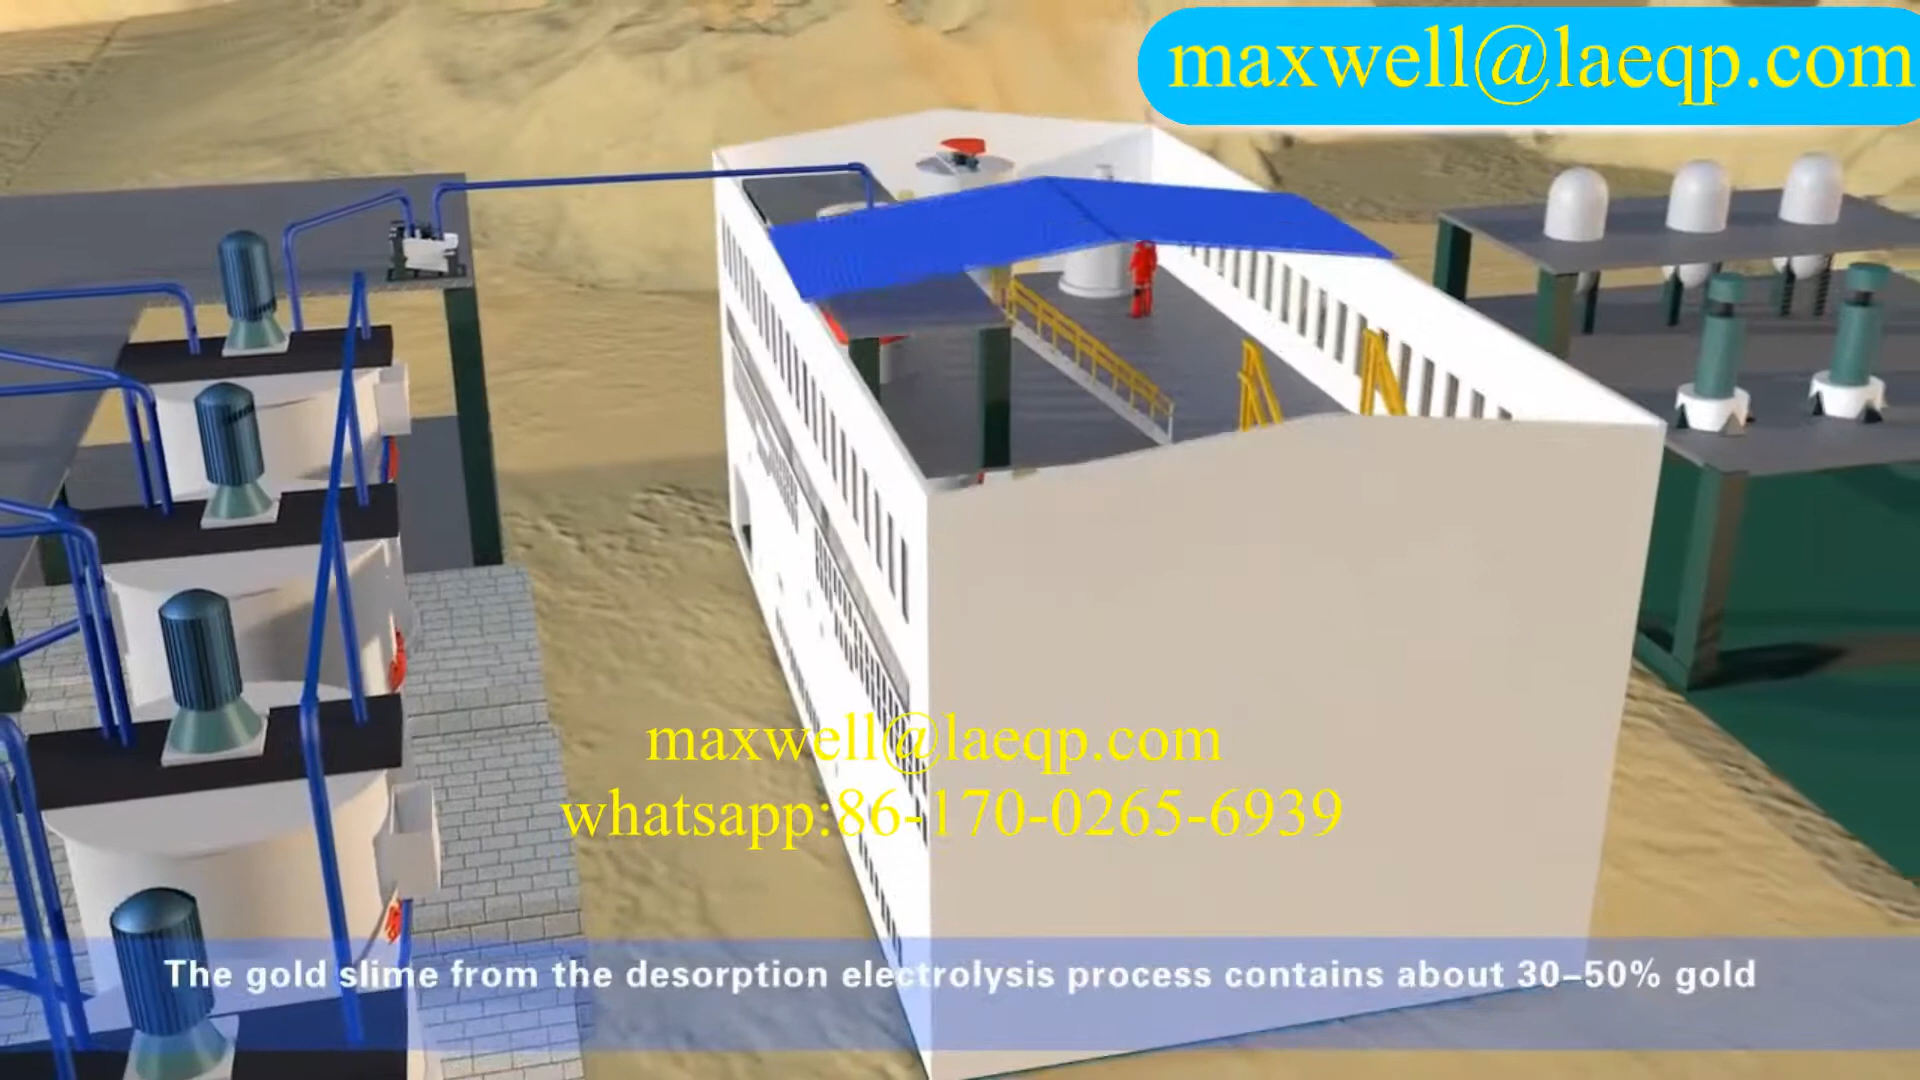 maxwell@laeqp.com
maxwell@laeqp.com
whatsapp:86-170-0265-6939
The gold slime from the desorption electrolysis process contains about 30–50% gold